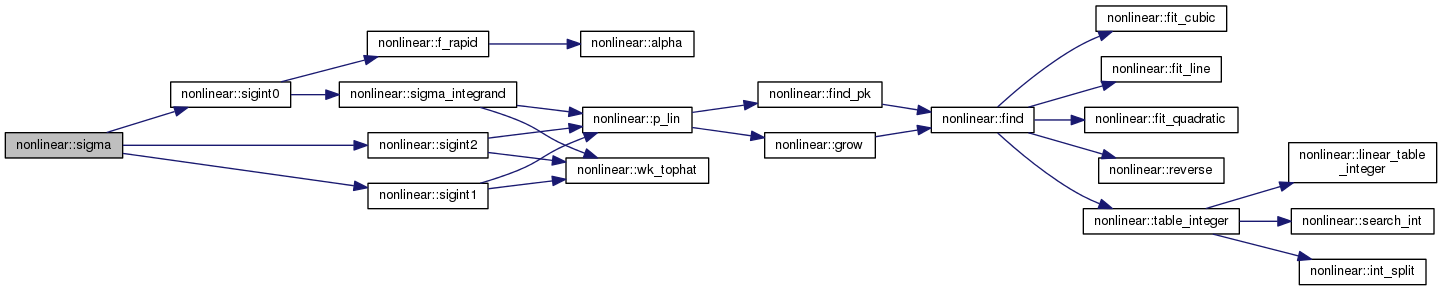 nonlinear::sigma
nonlinear::sigint0
nonlinear::sigint2
nonlinear::sigint1
nonlinear::f_rapid
nonlinear::sigma_integrand
nonlinear::alpha
nonlinear::p_lin
nonlinear::wk_tophat
nonlinear::find_pk
nonlinear::grow
nonlinear::find
nonlinear::fit_cubic
nonlinear::fit_line
nonlinear::fit_quadratic
nonlinear::reverse
nonlinear::table_integer
nonlinear::linear_table
_integer
nonlinear::search_int
nonlinear::int_split